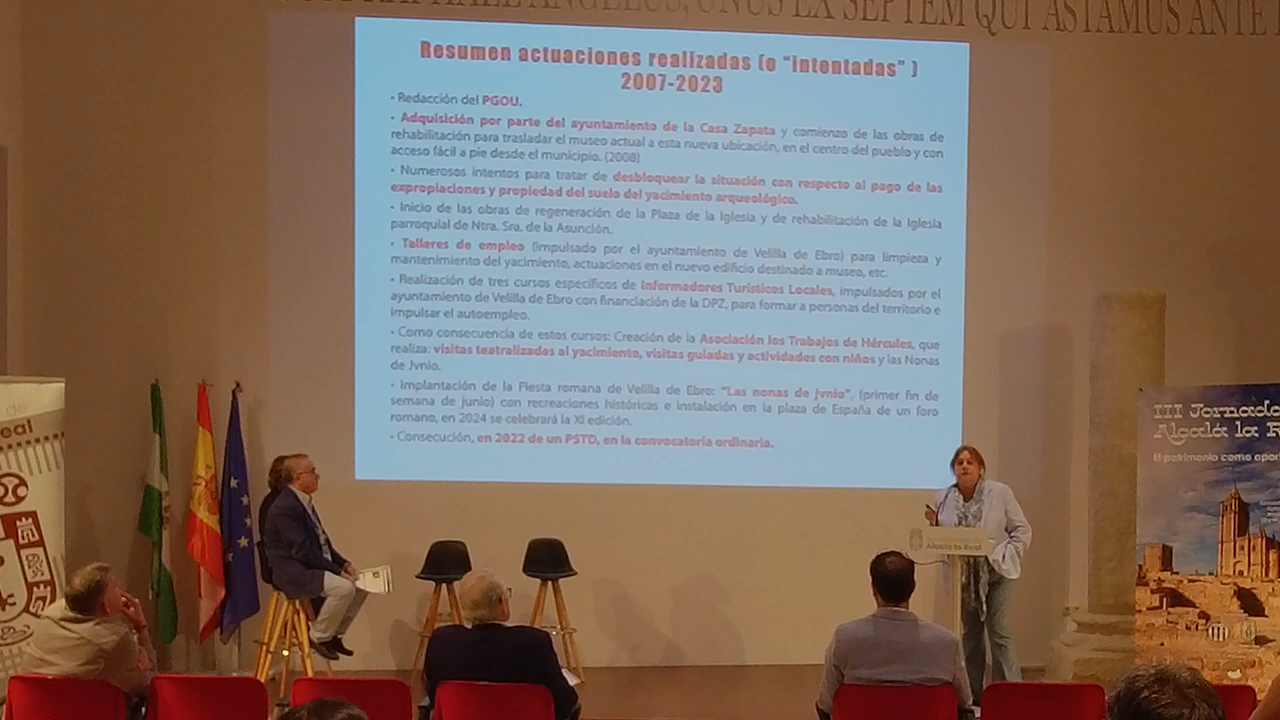 RAPHAEL ANGELUS, UNUS EX SEPTEM QUI ASTAMUS ANTE
Resumen actuaciones realizadas (o "intentadas" )
2007-2023
• Redacción del PGOU.
• Adquisición por parte del ayuntamiento de la Casa Zapata y comienzo de las obras de
rehabilitación para trasladar el museo actual a esta nueva ubicación, en el centro del pueblo y con
acceso fácil a pie desde el municipio. (2008)
• Numerosos intentos para tratar de desbloquear la situación con respecto al pago de las
expropiaciones y propiedad del suelo del yacimiento arqueológico.
• Inicio de las obras de regeneración de la Plaza de la Iglesia y de rehabilitación de la Iglesia
parroquial de Ntra. Sra. de la Asunción.
• Talleres de empleo (impulsado por el ayuntamiento de Velilla de Ebro) para limpieza y
mantenimiento del yacimiento, actuaciones en el nuevo edificio destinado a museo, etc.
• Realización de tres cursos específicos de Informadores Turísticos Locales, impulsados por el
ayuntamiento de Velilla de Ebro con financiación de la DPZ, para formar a personas del territorio e
impulsar el autoempleo.
• Como consecuencia de estos cursos: Creación de la Asociación los Trabajos de Hércules, que
realiza: visitas teatralizadas al yacimiento, visitas guiadas y actividades con niños y las Nonas
de Jvnio.
• Implantación de la Fiesta romana de Velilla de Ebro: "Las nonas de Jvnio", (primer fin de
semana de junio) con recreaciones históricas e instalación en la plaza de España de un foro
romano, en 2024 se celebrará la XI edición.
• Consecución, en 2022 de un PSTD, en la convocatoria ordinaria.
de
eal
Alcalá la Real
III Jornada
Alcalá la R
El patrimonio como opor